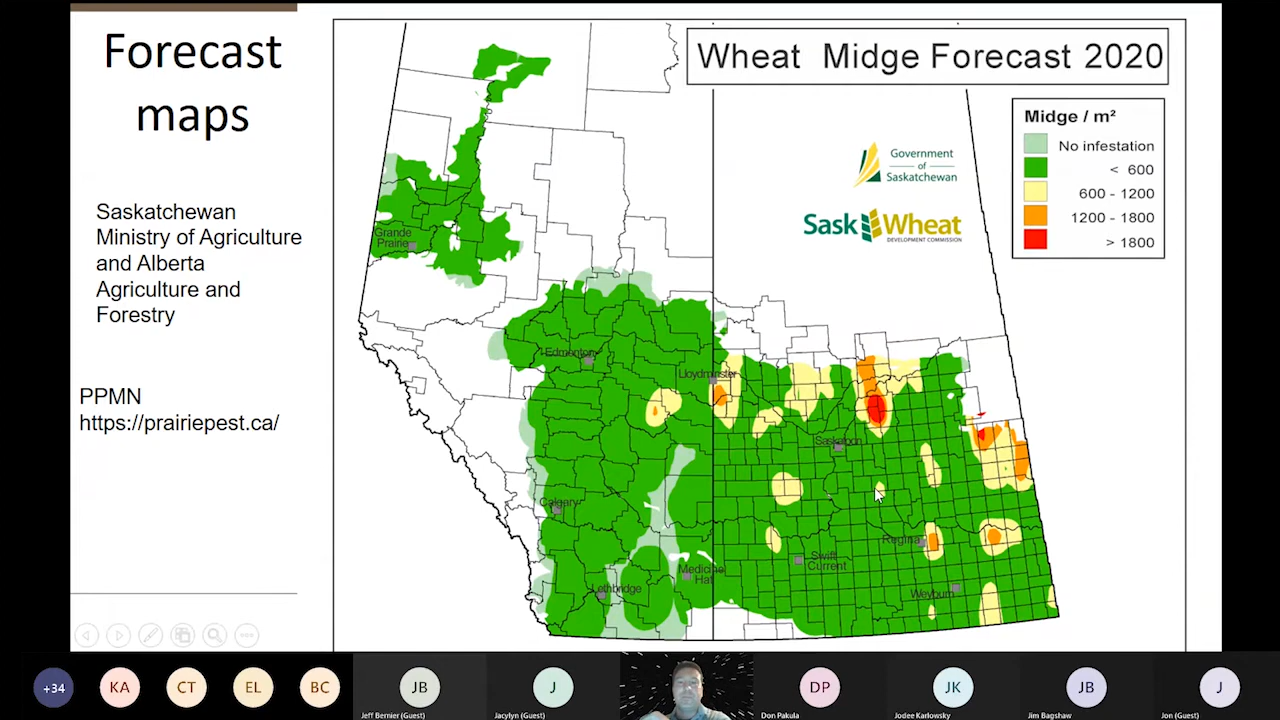 Forecast
maps
Saskatchewan
Ministry of Agriculture
and Alberta
Agriculture and
Forestry
PPMN
https://prairiepest.ca/
Wheat Midge Forecast 2020
Midge / m²
No infestation
< 600
600 - 1200
1200 - 1800
> 1800
Government
of
Saskatchewan
SaskWheat
DEVELOPMENT COMMISSION
Grande
Prairie
Edmonton
Lloydminster
Saskatoon
Calgary
Regina
Swift
Current
Medicine
Hat
Lethbridge
Weyburn
+34
KA
CT
EL
BC
JB
Jeff Bernier (Guest)
J
Jacylyn (Guest)
DP
Don Pakula
JK
Jodee Karlowsky
JB
Jim Bagshaw
J
Jon (Guest)